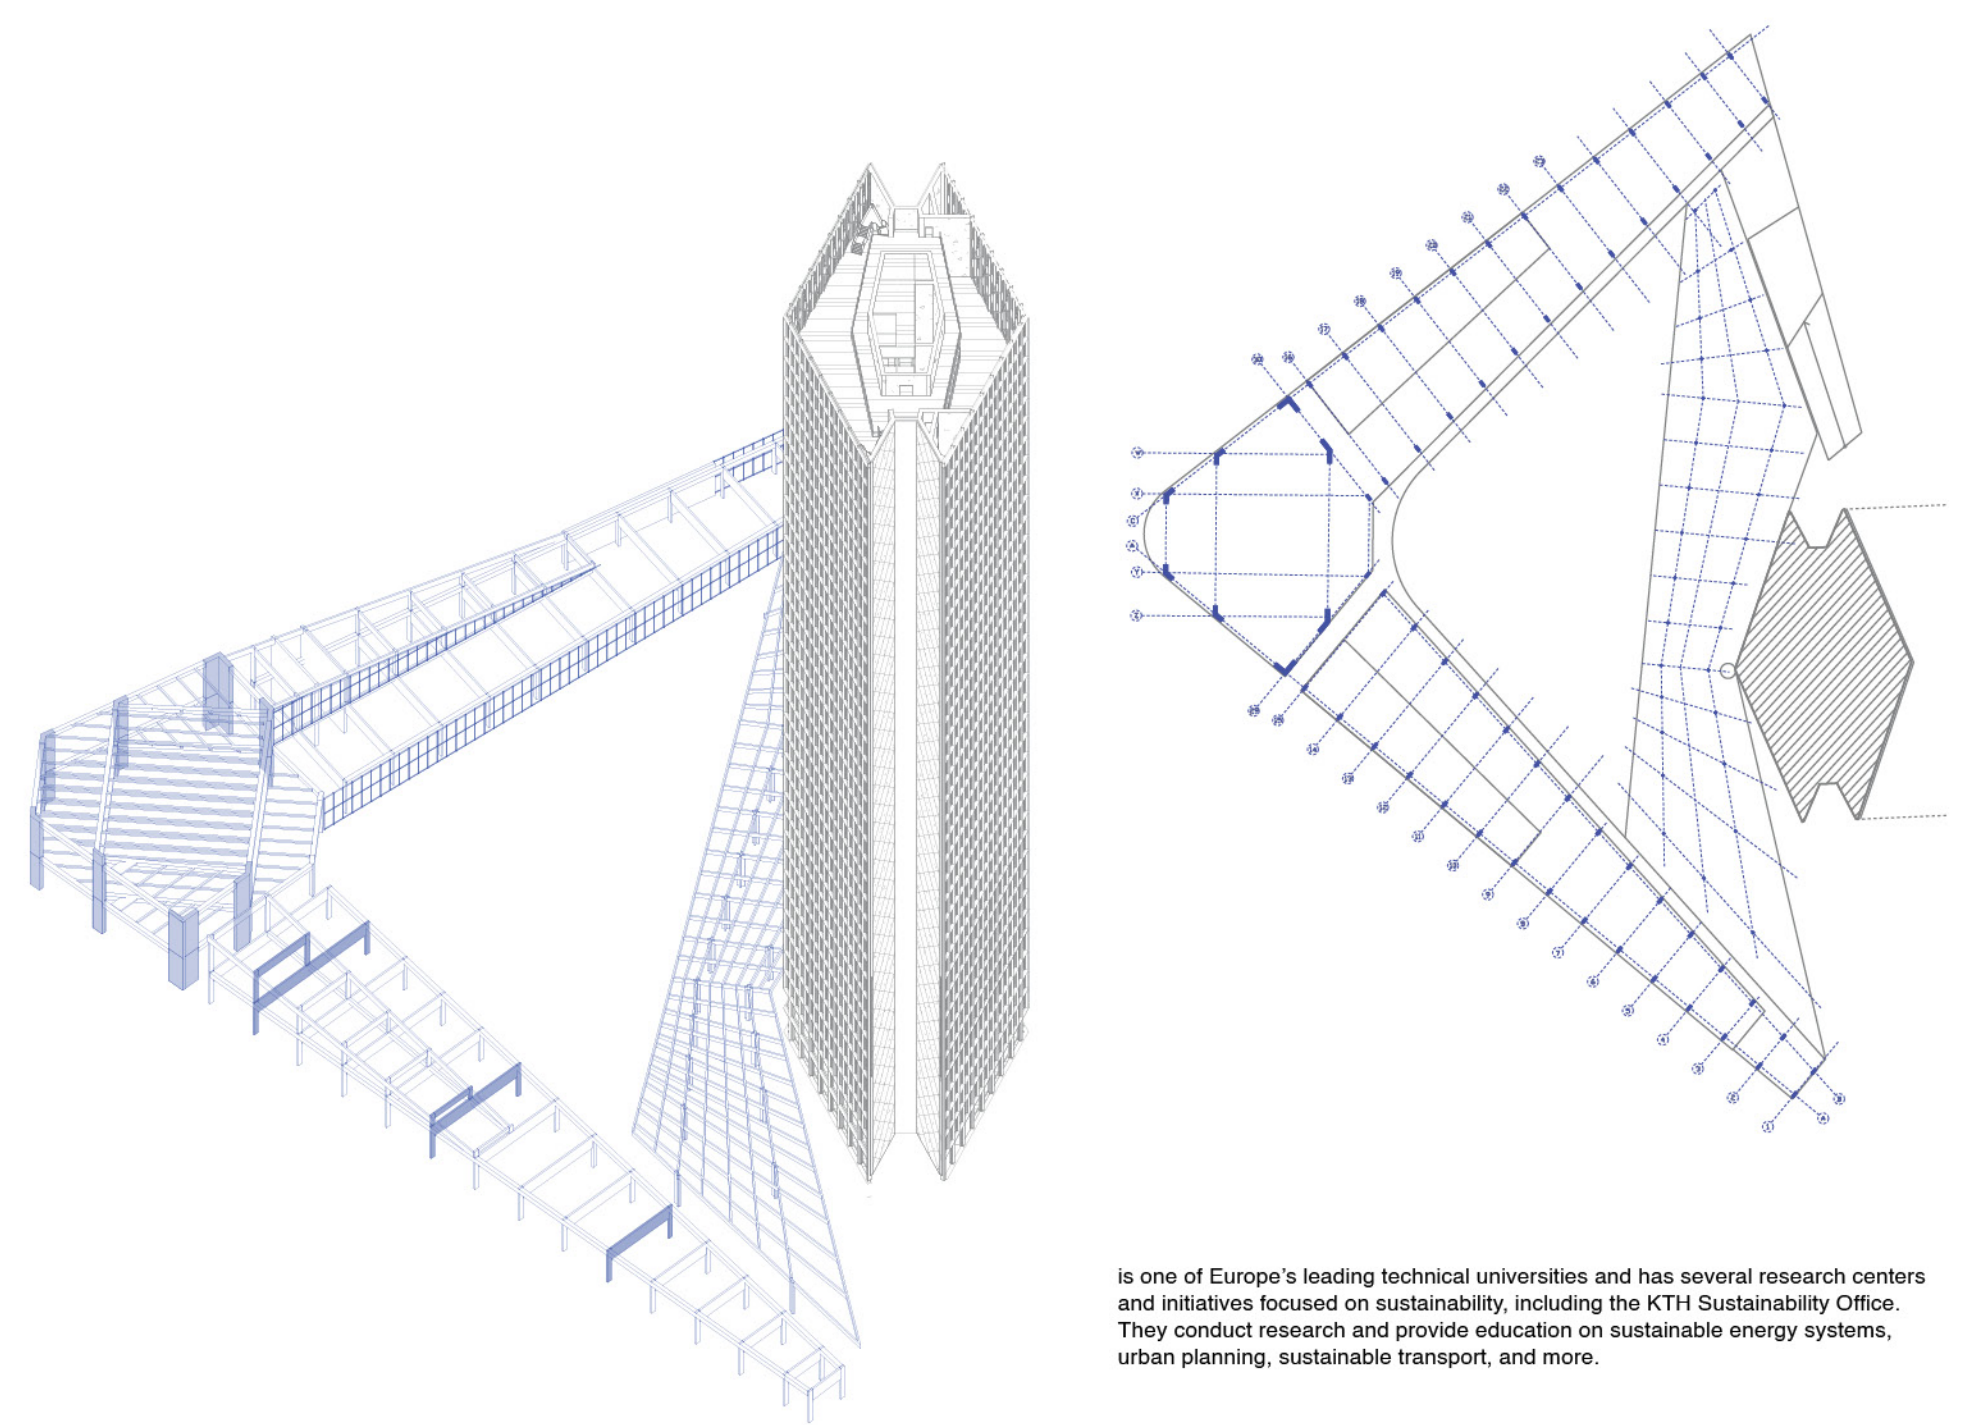 is one of Europe's leading technical universities and has several research centers
and initiatives focused on sustainability, including the KTH Sustainability Office.
They conduct research and provide education on sustainable energy systems,
urban planning, sustainable transport, and more.